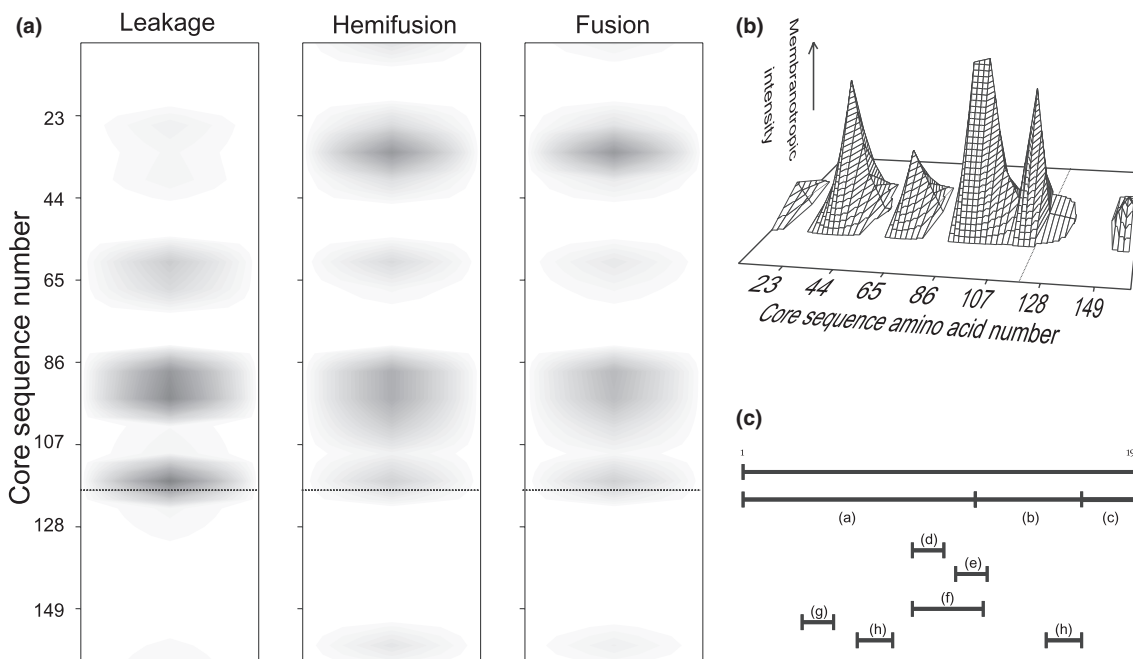 (a)
Leakage
Hemifusion
Fusion
Core sequence number
23
44
65
86
107
128
149
(b)
Membranotropic
intensity
23
44
65
86
107
128
149
Core sequence amino acid number
(c)
1
(a)
(b)
(c)
(d)
(e)
(f)
(g)
(h)
(h)